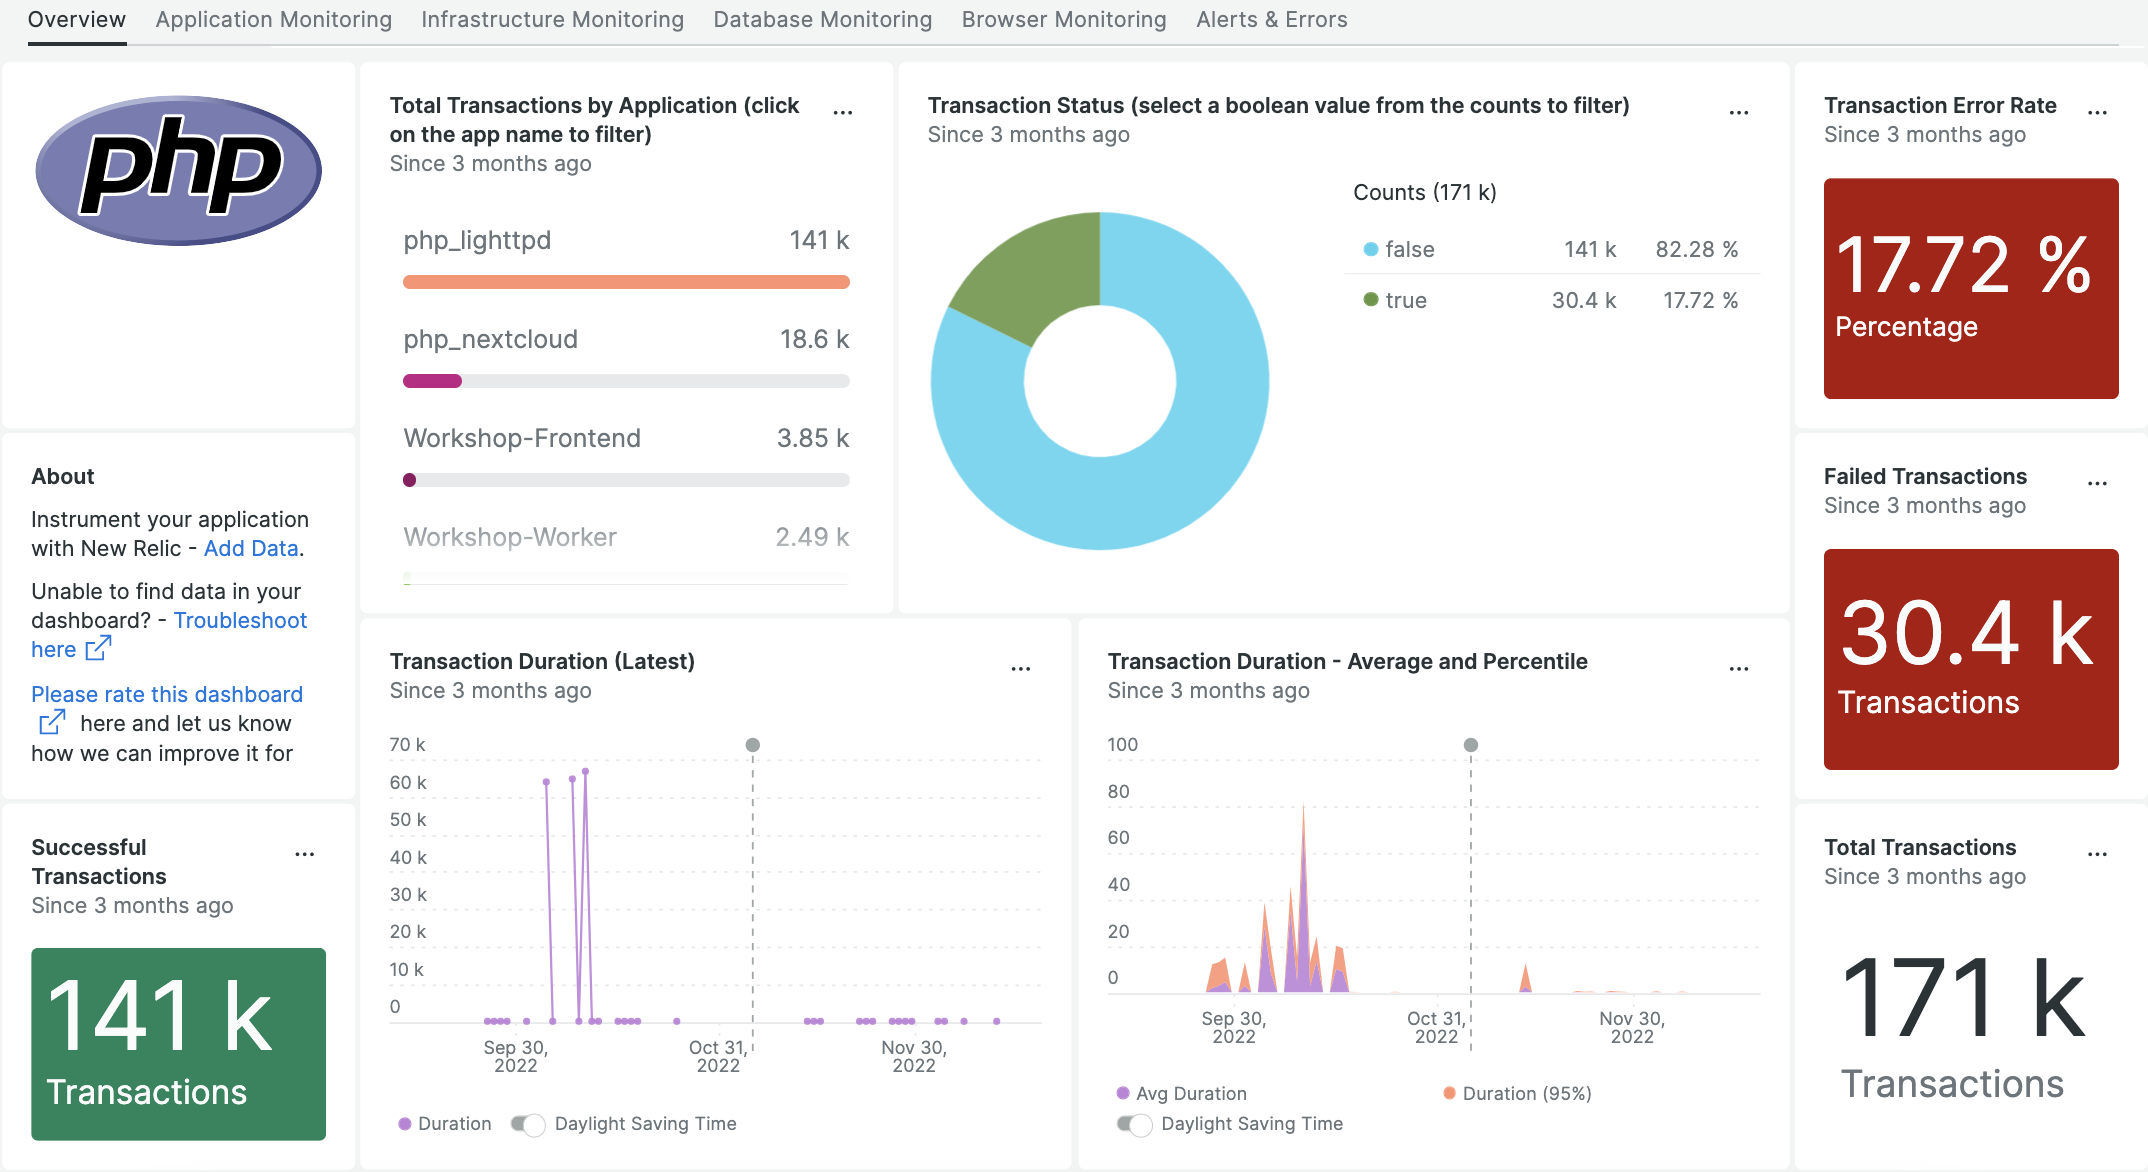 Overview Application Monitoring Infrastructure Monitoring Database Monitoring Browser Monitoring Alerts & Errors
php
About
Instrument your application
with New Relic - Add Data.
Unable to find data in your
dashboard? - Troubleshoot
here
Please rate this dashboard
here and let us know
how we can improve it for
Successful
Transactions
Since 3 months ago
141 k
Transactions
Total Transactions by Application (click
on the app name to filter)
Since 3 months ago
php_lighttpd 141 k
php_nextcloud 18.6 k
Workshop-Frontend 3.85 k
Workshop-Worker 2.49 k
Transaction Status (select a boolean value from the counts to filter)
Since 3 months ago
Counts (171 k)
false 141 k 82.28 %
true 30.4 k 17.72 %
Transaction Duration (Latest)
Since 3 months ago
70 k
60 k
50 k
40 k
30 k
20 k
10 k
0
Sep 30,
2022
Oct 31,
2022
Nov 30,
2022
Duration Daylight Saving Time
Transaction Duration - Average and Percentile
Since 3 months ago
100
80
60
40
20
0
Sep 30,
2022
Oct 31,
2022
Nov 30,
2022
Avg Duration Duration (95%)
Daylight Saving Time
Transaction Error Rate
Since 3 months ago
17.72 %
Percentage
Failed Transactions
Since 3 months ago
30.4 k
Transactions
Total Transactions
Since 3 months ago
171 k
Transactions